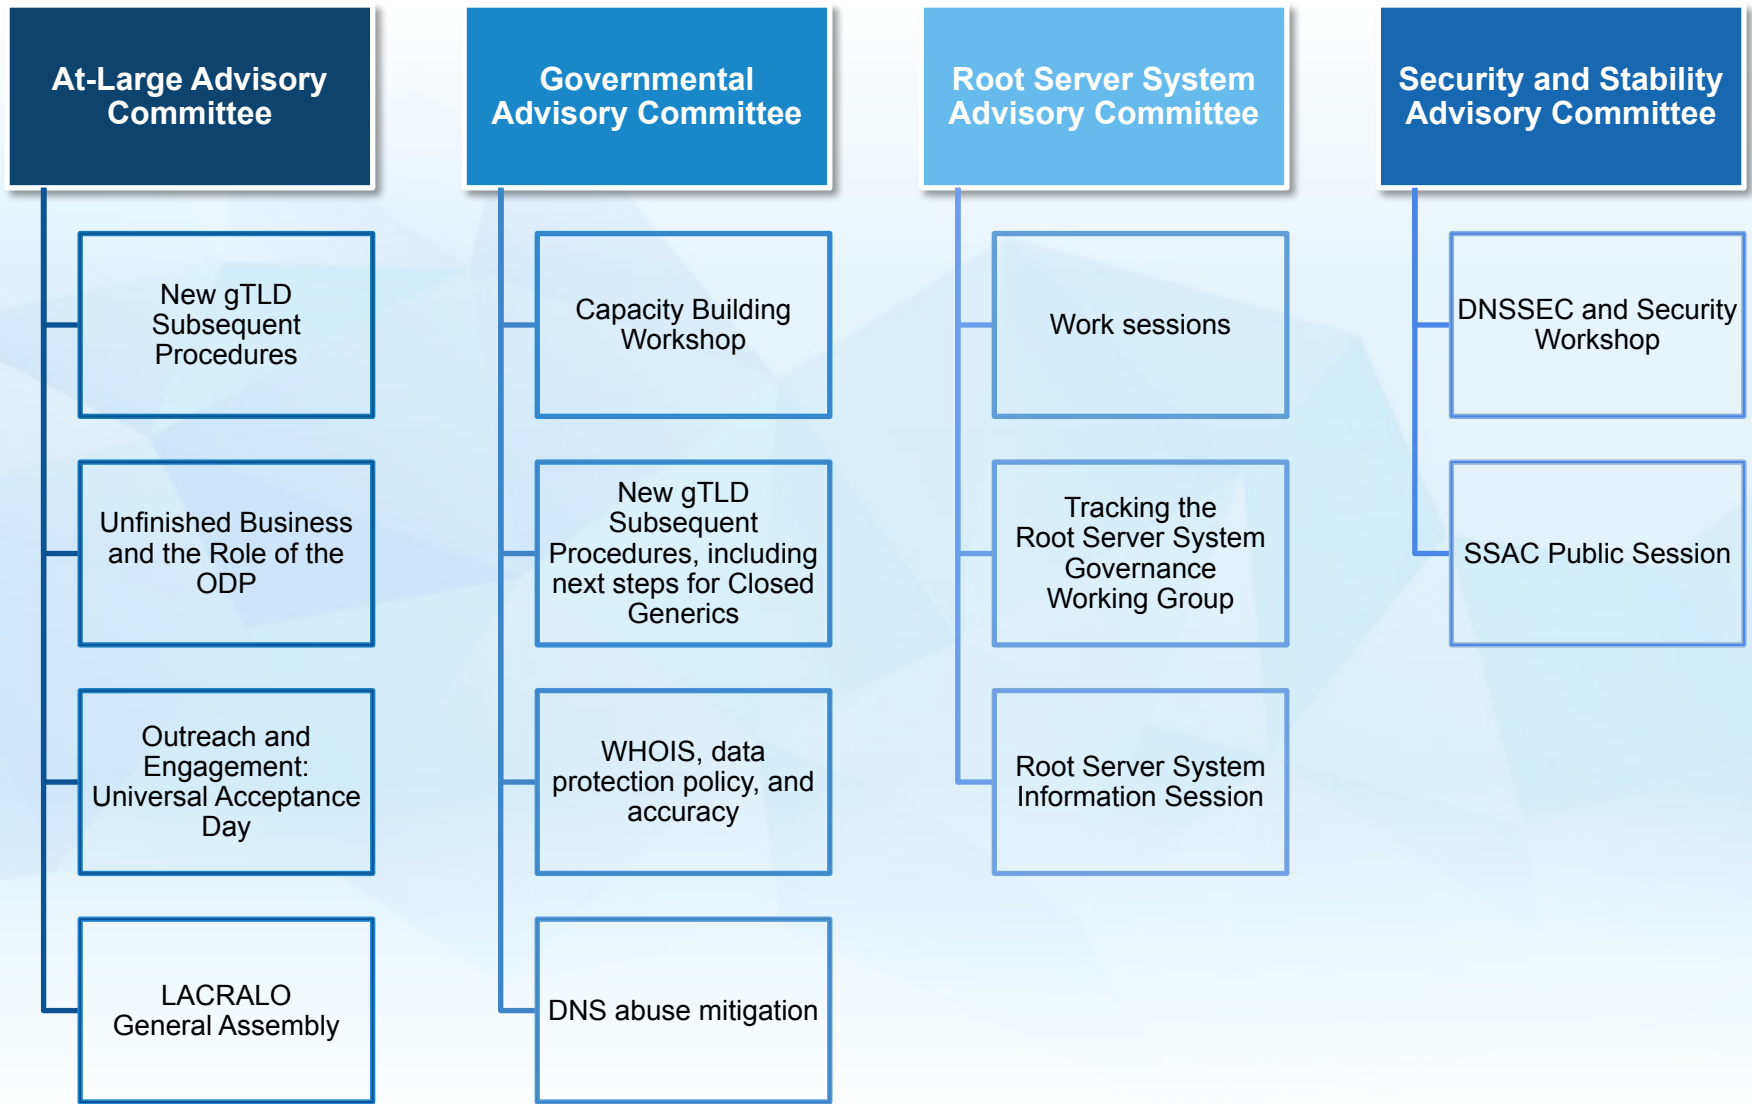 At-Large Advisory
Committee
New gTLD
Subsequent
Procedures
Unfinished Business
and the Role of the
ODP
Outreach and
Engagement:
Universal Acceptance
Day
LACRALO
General Assembly
Governmental
Advisory Committee
Capacity Building
Workshop
New gTLD
Subsequent
Procedures, including
next steps for Closed
Generics
WHOIS, data
protection policy, and
accuracy
DNS abuse mitigation
Root Server System
Advisory Committee
Work sessions
Tracking the
Root Server System
Governance
Working Group
Root Server System
Information Session
Security and Stability
Advisory Committee
DNSSEC and Security
Workshop
SSAC Public Session